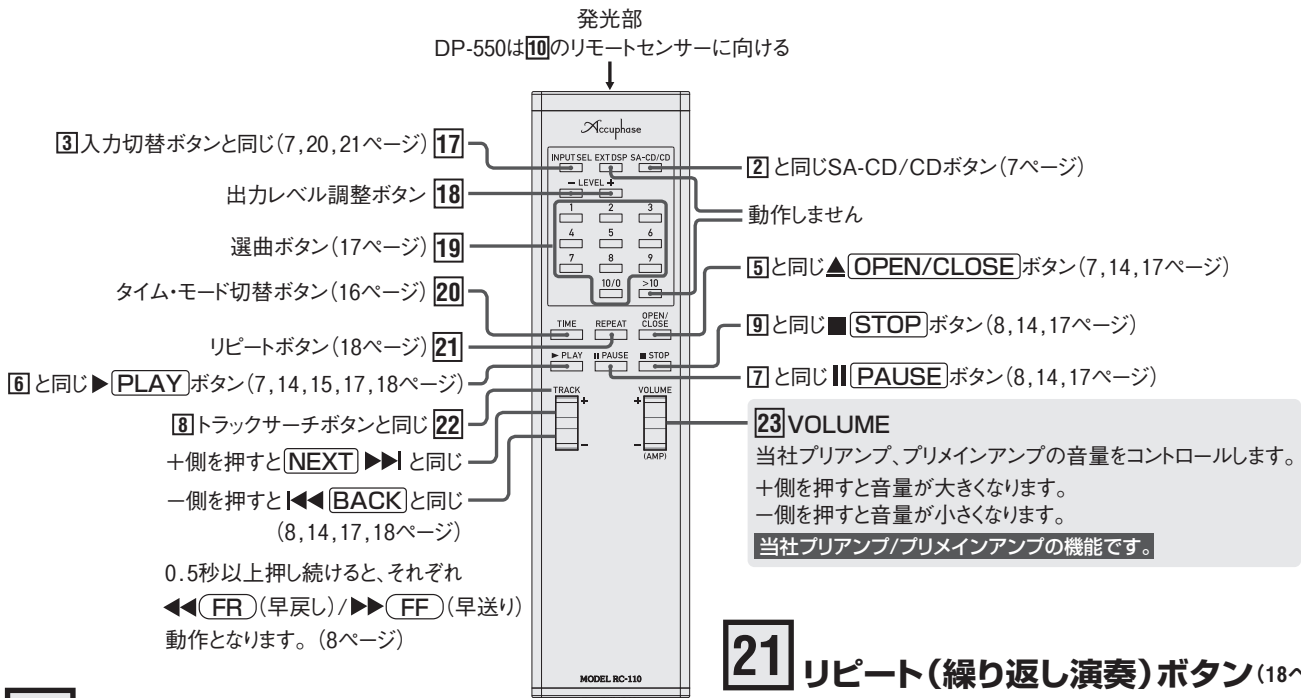 発光部
DP-550は10のリモートセンサーに向ける
3入力切替ボタンと同じ(7,20,21ページ) 17
出力レベル調整ボタン 18
選曲ボタン(17ページ) 19
タイム・モード切替ボタン(16ページ) 20
リピートボタン(18ページ) 21
6と同じ▶PLAYボタン(7,14,15,17,18ページ)
8トラックサーチボタンと同じ 22
+側を押すとNEXT▶▶Iと同じ
−側を押すとI◀◀BACKと同じ
(8,14,17,18ページ)
0.5秒以上押し続けると、それぞれ
◀◀FR(早戻し)/▶▶FF(早送り)
動作となります。(8ページ)
Accuphase
INPUT SEL EXT DSP SA-CD/CD
− LEVEL +
1 2 3
4 5 6
7 8 9
10/0 >10
TIME REPEAT OPEN/
CLOSE
▶ PLAY II PAUSE ■ STOP
TRACK VOLUME
+ +
− −
(AMP)
MODEL RC-110
2と同じSA-CD/CDボタン(7ページ)
動作しません
5と同じ▲OPEN/CLOSEボタン(7,14,17ページ)
9と同じ■STOPボタン(8,14,17ページ)
7と同じIIPAUSEボタン(8,14,17ページ)
23 VOLUME
当社プリアンプ、プリメインアンプの音量をコントロールします。
+側を押すと音量が大きくなります。
−側を押すと音量が小さくなります。
当社プリアンプ/プリメインアンプの機能です。
21 リピート(繰り返し演奏)ボタン(18ペ